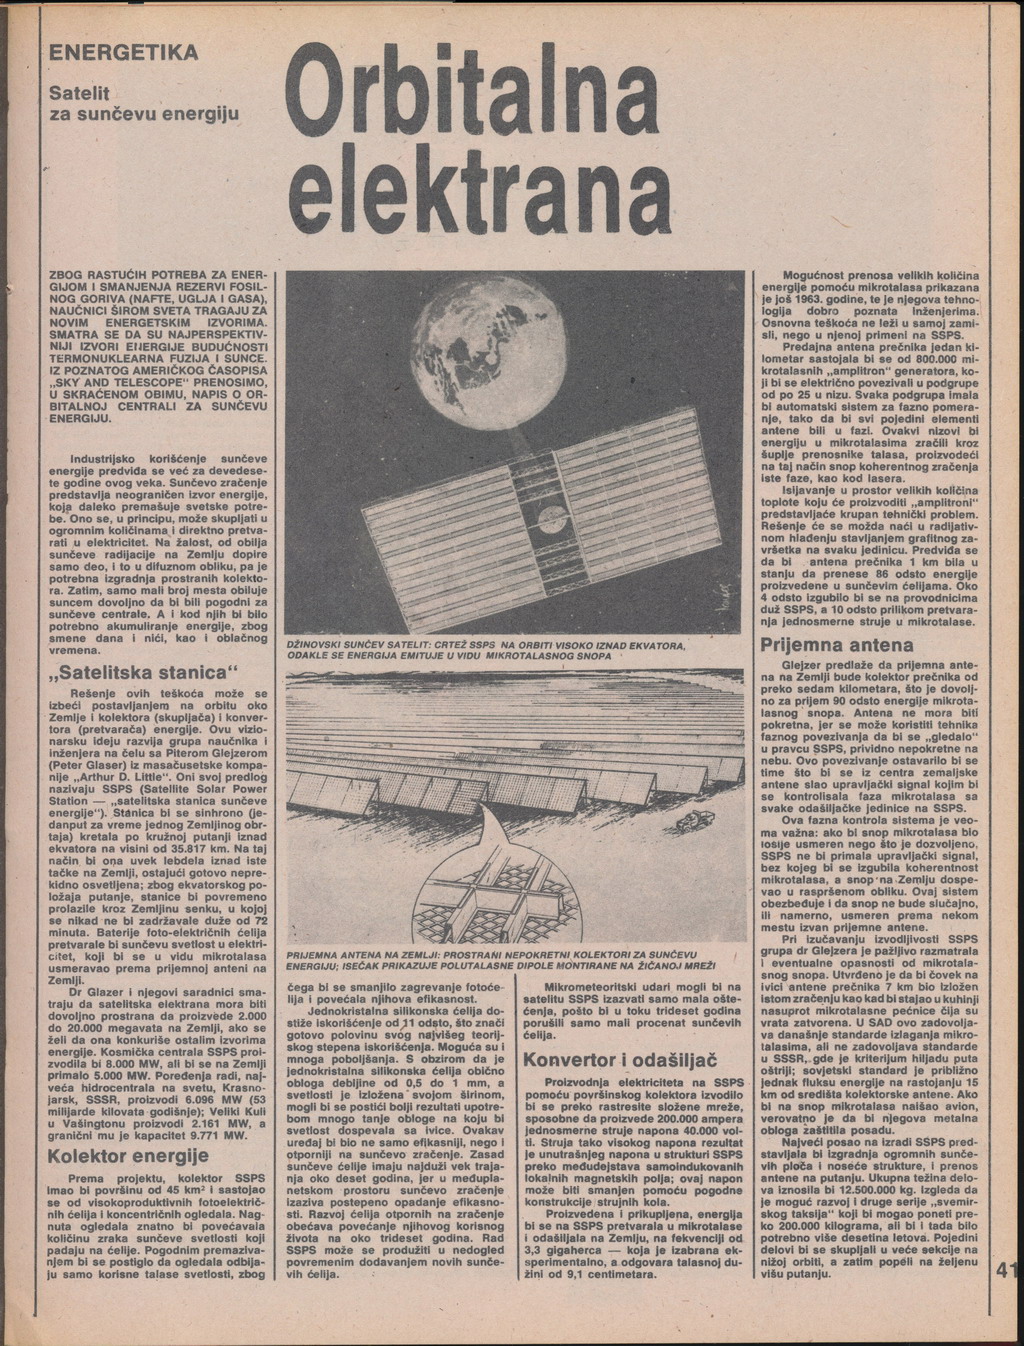 ENERGETIKA
Satelit
za sunčevu energiju
Orbitalna
elektrana
ZBOG RASTUĆIH POTREBA ZA ENER-
GIJOM I SMANJENJA REZERVI FOSIL-
NOG GORIVA (NAFTE, UGLJA I GASA),
NAUČNICI ŠIROM SVETA TRAGAJU ZA
NOVIM ENERGETSKIM IZVORIMA.
SMATRA SE DA SU NAJPERSPEKTIV-
NIJI IZVORI ENERGIJE BUDUĆNOSTI
TERMONUKLEARNA FUZIJA I SUNCE.
IZ POZNATOG AMERIČKOG ČASOPISA
„SKY AND TELESCOPE" PRENOSIMO,
U SKRAĆENOM OBIMU, NAPIS O OR-
BITALNOJ CENTRALI ZA SUNČEVU
ENERGIJU.
Industrijsko korišćenje sunčeve
energije predviđa se već za devedese-
te godine ovog veka. Sunčevo zračenje
predstavlja neograničen izvor energije,
koja daleko premašuje svetske potre-
be. Ono se, u principu, može skupljati u
ogromnim količinama i direktno pretva-
rati u elektricitet. Na žalost, od obilja
sunčeve radijacije na Zemlju dopire
samo deo, i to u difuznom obliku, pa je
potrebna izgradnja prostranih kolekto-
ra. Zatim, samo mali broj mesta obiluje
suncem dovoljno da bi bili pogodni za
sunčeve centrale. A i kod njih bi bilo
potrebno akumuliranje energije, zbog
smene dana i nići, kao i oblačnog
vremena.
„Satelitska stanica"
Rešenje ovih teškoća može se
izbeći postavljanjem na orbitu oko
Zemlje i kolektora (skupljača) i konver-
tora (pretvarača) energije. Ovu vizio-
narsku ideju razvija grupa naučnika i
inženjera na čelu sa Piterom Glejzerom
(Peter Glaser) iz masačusetske kompa-
nije „Arthur D. Little". Oni svoj predlog
nazivaju SSPS (Satellite Solar Power
Station — „satelitska stanica sunčeve
energije"). Stanica bi se sinhrono (je-
danput za vreme jednog Zemljinog obr-
taja) kretala po kružnoj putanji iznad
ekvatora na visini od 35.817 km. Na taj
način bi ona uvek lebdela iznad iste
tačke na Zemlji, ostajući gotovo nepre-
kidno osvetljena; zbog ekvatorskog po-
ložaja putanje, stanice bi povremeno
prolazile kroz Zemljinu senku, u kojoj
se nikad ne bi zadržavale duže od 72
minuta. Baterije foto-električnih ćelija
pretvarale bi sunčevu svetlost u elektri-
citet, koji bi se u vidu mikrotalasa
usmeravao prema prijemnoj anteni na
Zemlji.
Dr Glazer i njegovi saradnici sma-
traju da satelitska elektrana mora biti
dovoljno prostrana da proizvede 2.000
do 20.000 megavata na Zemlji, ako se
želi da ona konkuriše ostalim izvorima
energije. Kosmička centrala SSPS proi-
zvodila bi 8.000 MW, ali bi se na Zemlji
primalo 5.000 MW. Poređenja radi, naj-
veća hidrocentrala na svetu, Krasno-
jarsk, SSSR, proizvodi 6.096 MW (53
milijarde kilovata godišnje); Veliki Kuli
u Vašingtonu proizvodi 2.161 MW, a
granični mu je kapacitet 9.771 MW.
Kolektor energije
Prema projektu, kolektor SSPS
imao bi površinu od 45 km² i sastojao
se od visokoproduktivnih fotoelektrič-
nih ćelija i koncentričnih ogledala. Nag-
nuta ogledala znatno bi povećavala
količinu zraka sunčeve svetlosti koji
padaju na ćelije. Pogodnim premaziva-
njem bi se postiglo da ogledala odbija-
ju samo korisne talase svetlosti, zbog
DŽINOVSKI SUNČEV SATELIT: CRTEŽ SSPS NA ORBITI VISOKO IZNAD EKVATORA,
ODAKLE SE ENERGIJA EMITUJE U VIDU MIKROTALASNOG SNOPA
PRIJEMNA ANTENA NA ZEMLJI: PROSTRANI NEPOKRETNI KOLEKTORI ZA SUNČEVU
ENERGIJU; ISEČAK PRIKAZUJE POLUTALASNE DIPOLE MONTIRANE NA ŽIČANOJ MREŽI
čega bi se smanjilo zagrevanje fotoće-
lija i povećala njihova efikasnost.
Jednokristalna silikonska ćelija do-
stiže iskorišćenje od 11 odsto, što znači
gotovo polovinu svog najvišeg teorij-
skog stepena iskorišćenja. Moguća su i
mnoga poboljšanja. S obzirom da je
jednokristalna silikonska ćelija obično
obloga debljine od 0,5 do 1 mm, a
svetlosti je izložena svojom širinom,
mogli bi se postići bolji rezultati upotre-
bom mnogo tanje obloge na koju bi
svetlost dospevala sa ivice. Ovakav
uređaj bi bio ne samo efikasniji, nego i
otporniji na sunčevo zračenje. Zasad
sunčeve ćelije imaju najduži vek traja-
nja oko deset godina, jer u međupla-
netskom prostoru sunčevo zračenje
izaziva postepeno opadanje efikasno-
sti. Razvoj ćelija otpornih na zračenje
obećava povećanje njihovog korisnog
života na oko trideset godina. Rad
SSPS može se produžiti u nedogled
povremenim dodavanjem novih sunče-
vih ćelija.
Mikrometeoritski udari mogli bi na
satelitu SSPS izazvati samo mala ošte-
ćenja, pošto bi u toku trideset godina
porušili samo mali procenat sunčevih
ćelija.
Konvertor i odašiljač
Proizvodnja elektriciteta na SSPS
pomoću površinskog kolektora izvodilo
bi se preko rastresite složene mreže,
sposobne da proizvede 200.000 ampera
jednosmerne struje napona 40.000 vol-
ti. Struja tako visokog napona rezultat
je unutrašnjeg napona u strukturi SSPS
preko međudejstava samoindukovanih
lokalnih magnetskih polja; ovaj napon
može biti smanjen pomoću pogodne
konstrukcije strujnih kola.
Proizvedena i prikupljena, energija
bi se na SSPS pretvarala u mikrotalase
i odašiljala na Zemlju, na fekvenciji od
3,3 gigaherca — koja je izabrana ek-
sperimentalno, a odgovara talasnoj du-
žini od 9,1 centimetara.
Mogućnost prenosa velikih količina
energije pomoću mikrotalasa prikazana
je još 1963. godine, te je njegova tehno-
logija dobro poznata inženjerima.
Osnovna teškoća ne leži u samoj zami-
sli, nego u njenoj primeni na SSPS.
Predajna antena prečnika jedan ki-
lometar sastojala bi se od 800.000 mi-
krotalasnih „amplitron" generatora, ko-
ji bi se električno povezivali u podgrupe
od po 25 u nizu. Svaka podgrupa imala
bi automatski sistem za fazno pomera-
nje, tako da bi svi pojedini elementi
antene bili u fazi. Ovakvi nizovi bi
energiju u mikrotalasima zračili kroz
šuplje prenosnike talasa, proizvodeći
na taj način snop koherentnog zračenja
iste faze, kao kod lasera.
Isijavanje u prostor velikih količina
toplote koju će proizvoditi „amplitroni"
predstavljaće krupan tehnički problem.
Rešenje će se možda naći u radijativ-
nom hlađenju stavljanjem grafitnog za-
vršetka na svaku jedinicu. Predviđa se
da bi antena prečnika 1 km bila u
stanju da prenese 86 odsto energije
proizvedene u sunčevim ćelijama. Oko
4 odsto izgubilo bi se na provodnicima
duž SSPS, a 10 odsto prilikom pretvara-
nja jednosmerne struje u mikrotalase.
Prijemna antena
Glejzer predlaže da prijemna ante-
na na Zemlji bude kolektor prečnika od
preko sedam kilometara, što je dovolj-
no za prijem 90 odsto energije mikrota-
lasnog snopa. Antena ne mora biti
pokretna, jer se može koristiti tehnika
faznog povezivanja da bi se „gledalo"
u pravcu SSPS, prividno nepokretne na
nebu. Ovo povezivanje ostavarilo bi se
time što bi se iz centra zemaljske
antene slao upravljački signal kojim bi
se kontrolisala faza mikrotalasa sa
svake odašiljačke jedinice na SSPS.
Ova fazna kontrola sistema je veo-
ma važna: ako bi snop mikrotalasa bio
lošije usmeren nego što je dozvoljeno,
SSPS ne bi primala upravljački signal,
bez kojeg bi se izgubila koherentnost
mikrotalasa, a snop na Zemlju dospe-
vao u raspršenom obliku. Ovaj sistem
obezbeđuje i da snop ne bude slučajno,
ili namerno, usmeren prema nekom
mestu izvan prijemne antene.
Pri izučavanju izvodljivosti SSPS
grupa dr Glejzera je pažljivo razmatrala
i eventualne opasnosti od mikrotala-
snog snopa. Utvrđeno je da bi čovek na
ivici antene prečnika 7 km bio izložen
istom zračenju kao kad bi stajao u kuhinji
nasuprot mikrotalasne pećnice čija su
vrata zatvorena. U SAD ovo zadovolja-
va današnje standarde izlaganja mikro-
talasima, ali ne zadovoljava standarde
u SSSR, gde je kriterijum hiljadu puta
oštriji; sovjetski standard je približno
jednak fluksu energije na rastojanju 15
km od središta kolektorske antene. Ako
bi na snop mikrotalasa naišao avion,
verovatno je da bi njegova metalna
obloga zaštitila posadu.
Najveći posao na izradi SSPS pred-
stavljala bi izgradnja ogromnih sunče-
vih ploča i noseće strukture, i prenos
antene na putanju. Ukupna težina delo-
va iznosila bi 12.500.000 kg. Izgleda da
je moguć razvoj i druge serije „svemir-
skog taksija" koji bi mogao poneti pre-
ko 200.000 kilograma, ali bi i tada bilo
potrebno više desetina letova. Pojedini
delovi bi se skupljali u veće sekcije na
nižoj orbiti, a zatim popeli na željenu
višu putanju.
41